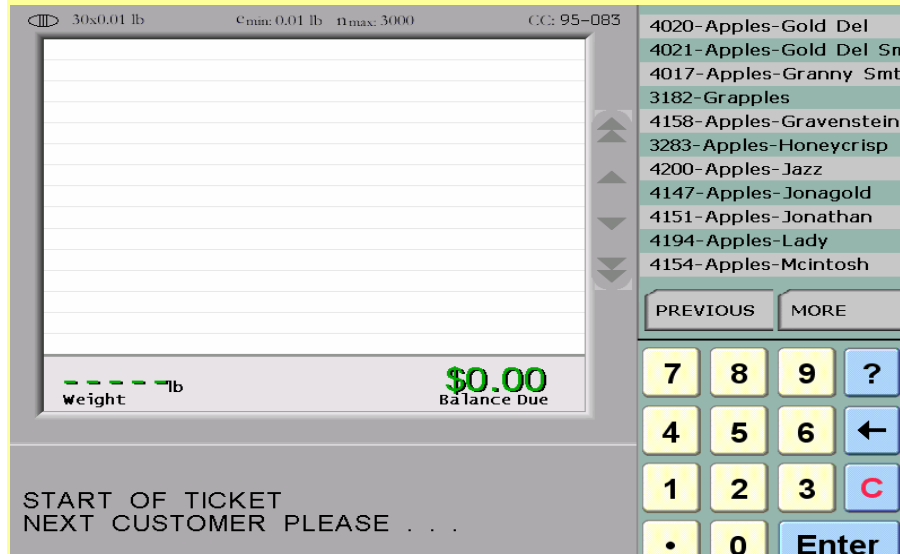 30x0.01 lb emin: 0.01 lb nmax: 3000 CC: 95-083
4020-Apples-Gold Del
4021-Apples-Gold Del Sm
4017-Apples-Granny Smt
3182-Grapples
4158-Apples-Gravenstein
3283-Apples-Honeycrisp
4200-Apples-Jazz
4147-Apples-Jonagold
4151-Apples-Jonathan
4194-Apples-Lady
4154-Apples-Mcintosh
PREVIOUS MORE
- - - - - lb $0.00
Weight Balance Due
7 8 9 ?
4 5 6 ←
1 2 3 C
. 0 Enter
START OF TICKET
NEXT CUSTOMER PLEASE . . .